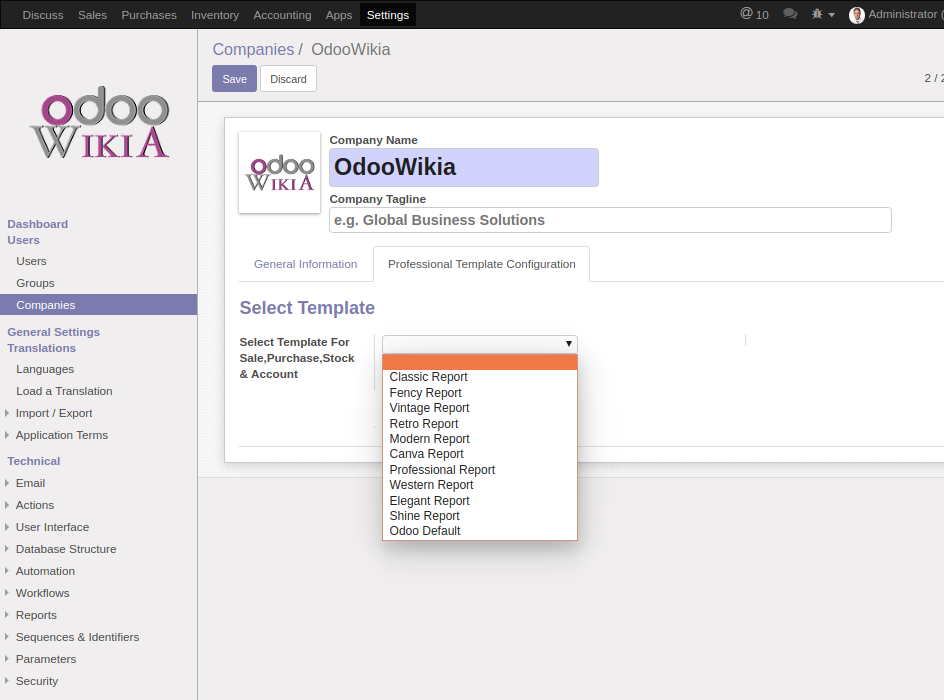 Discuss Sales Purchases Inventory Accounting Apps Settings @ 10 Administrator (
Companies / OdooWikia
Save Discard 2 / 2
odoo
WIKIA
Dashboard
Users
Users
Groups
Companies
General Settings
Translations
Languages
Load a Translation
Import / Export
Application Terms
Technical
Email
Actions
User Interface
Database Structure
Automation
Workflows
Reports
Sequences & Identifiers
Parameters
Security
odoo
WIKIA
Company Name
OdooWikia
Company Tagline
e.g. Global Business Solutions
General Information Professional Template Configuration
Select Template
Select Template For
Sale,Purchase,Stock
& Account
Classic Report
Fency Report
Vintage Report
Retro Report
Modern Report
Canva Report
Professional Report
Western Report
Elegant Report
Shine Report
Odoo Default